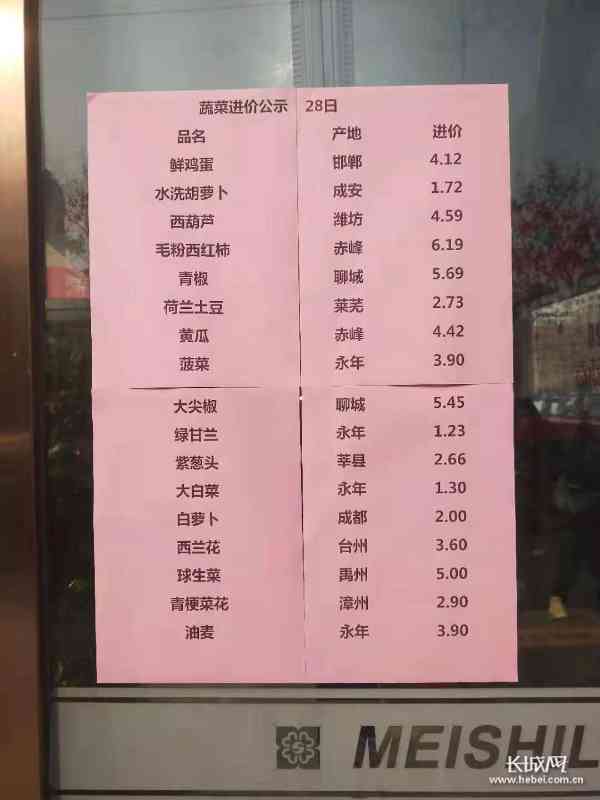 蔬菜进价公示 28日
品名 产地 进价
鲜鸡蛋 邯郸 4.12
水洗胡萝卜 成安 1.72
西葫芦 潍坊 4.59
毛粉西红柿 赤峰 6.19
青椒 聊城 5.69
荷兰土豆 莱芜 2.73
黄瓜 赤峰 4.42
菠菜 永年 3.90
大尖椒 聊城 5.45
绿甘兰 永年 1.23
紫葱头 莘县 2.66
大白菜 永年 1.30
白萝卜 成都 2.00
西兰花 台州 3.60
球生菜 禹州 5.00
青梗菜花 漳州 2.90
油麦 永年 3.90
MEISHIL
长城网
www.hebei.com.cn